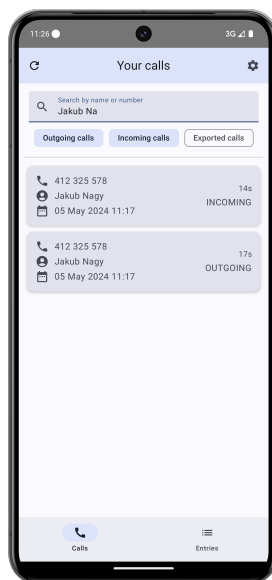 11:26
3G
Your calls
Search by name or number
Jakub Na
Outgoing calls Incoming calls Exported calls
412 325 578
14s
Jakub Nagy
INCOMING
05 May 2024 11:17
412 325 578
17s
Jakub Nagy
OUTGOING
05 May 2024 11:17
Calls Entries